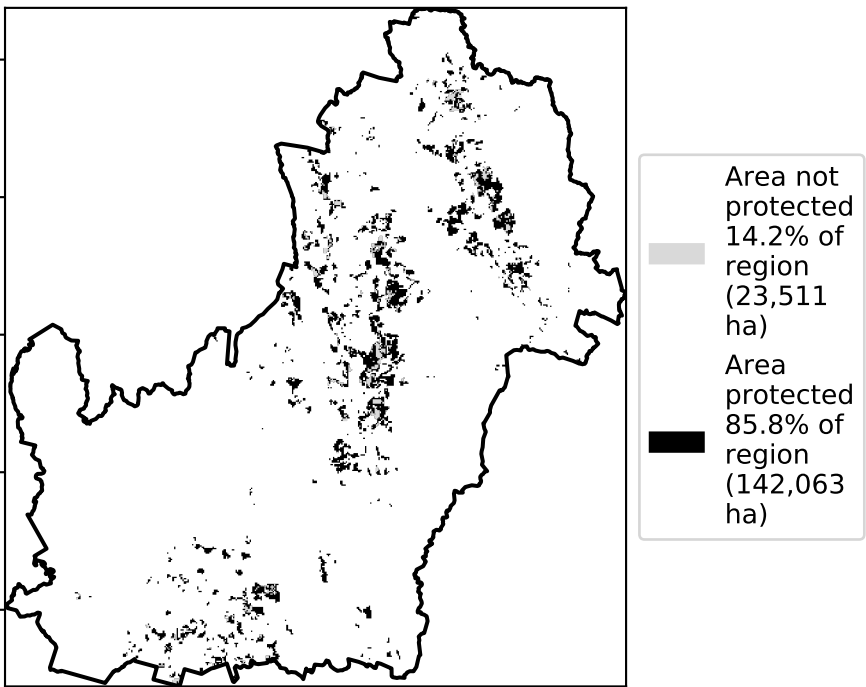 Area not
protected
14.2% of
region
(23,511
ha)
Area
protected
85.8% of
region
(142,063
ha)